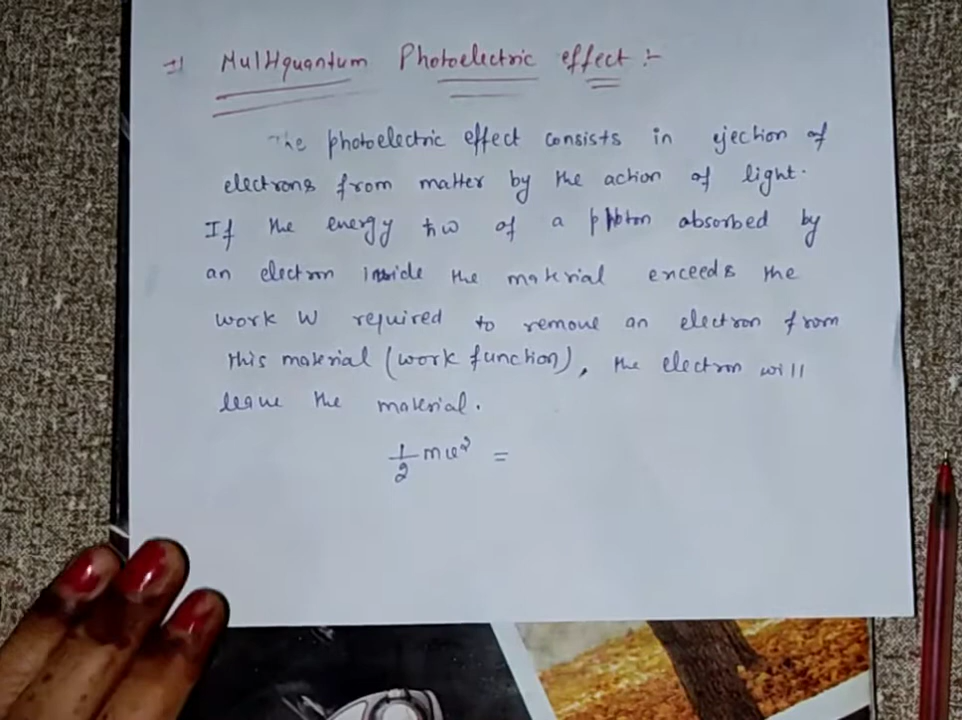 =) Multiquantum Photoelectric effect :-
The photoelectric effect consists in ejection of
electrons from matter by the action of light.
If the energy ħω of a photon absorbed by
an electron inside the material exceeds the
work W required to remove an electron from
this material (work function), the electron will
leave the material.
1/2 mv² =